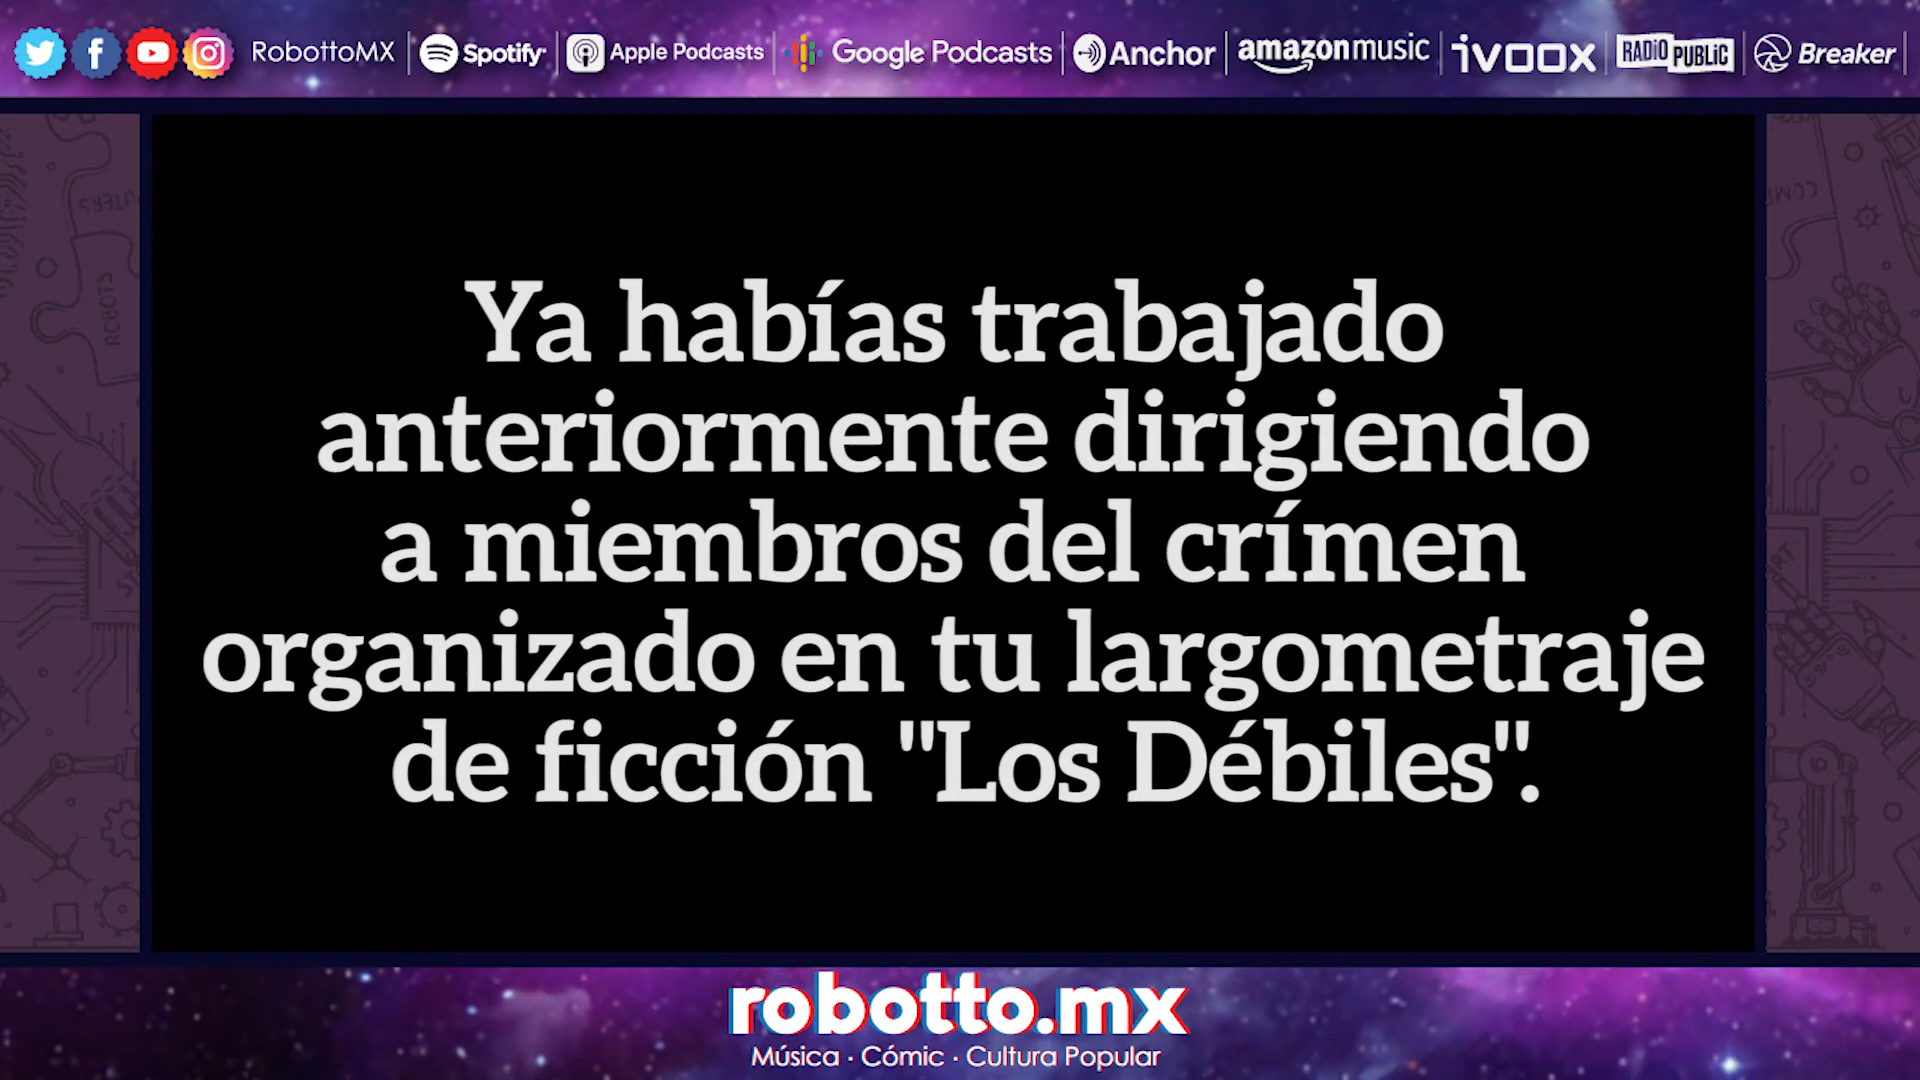 RobottoMX Spotify Apple Podcasts Google Podcasts Anchor amazon music ivoox RADIO PUBLIC Breaker
Ya habías trabajado
anteriormente dirigiendo
a miembros del crímen
organizado en tu largometraje
de ficción "Los Débiles".
robotto.mx
Música · Cómic · Cultura Popular
ROBOTS